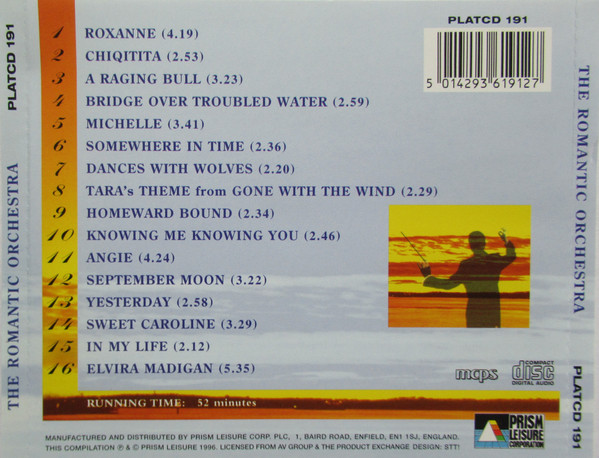 PLATCD 191
THE ROMANTIC ORCHESTRA
1 ROXANNE (4.19)
2 CHIQITITA (2.53)
3 A RAGING BULL (3.23)
4 BRIDGE OVER TROUBLED WATER (2.59)
5 MICHELLE (3.41)
6 SOMEWHERE IN TIME (2.36)
7 DANCES WITH WOLVES (2.20)
8 TARA's THEME from GONE WITH THE WIND (2.29)
9 HOMEWARD BOUND (2.34)
10 KNOWING ME KNOWING YOU (2.46)
11 ANGIE (4.24)
12 SEPTEMBER MOON (3.22)
13 YESTERDAY (2.58)
14 SWEET CAROLINE (3.29)
15 IN MY LIFE (2.12)
16 ELVIRA MADIGAN (5.35)
RUNNING TIME: 52 minutes
PLATCD 191
5 014293 619127
mcps
COMPACT
disc
DIGITAL AUDIO
MANUFACTURED AND DISTRIBUTED BY PRISM LEISURE CORP. PLC, 1, BAIRD ROAD, ENFIELD, EN1 1SJ, ENGLAND.
THIS COMPILATION ℗ & © PRISM LEISURE 1996. LICENSED FROM AV GROUP & THE PRODUCT EXCHANGE DESIGN: STT!
PRISM
LEISURE
CORPORATION
THE ROMANTIC ORCHESTRA
PLATCD 191